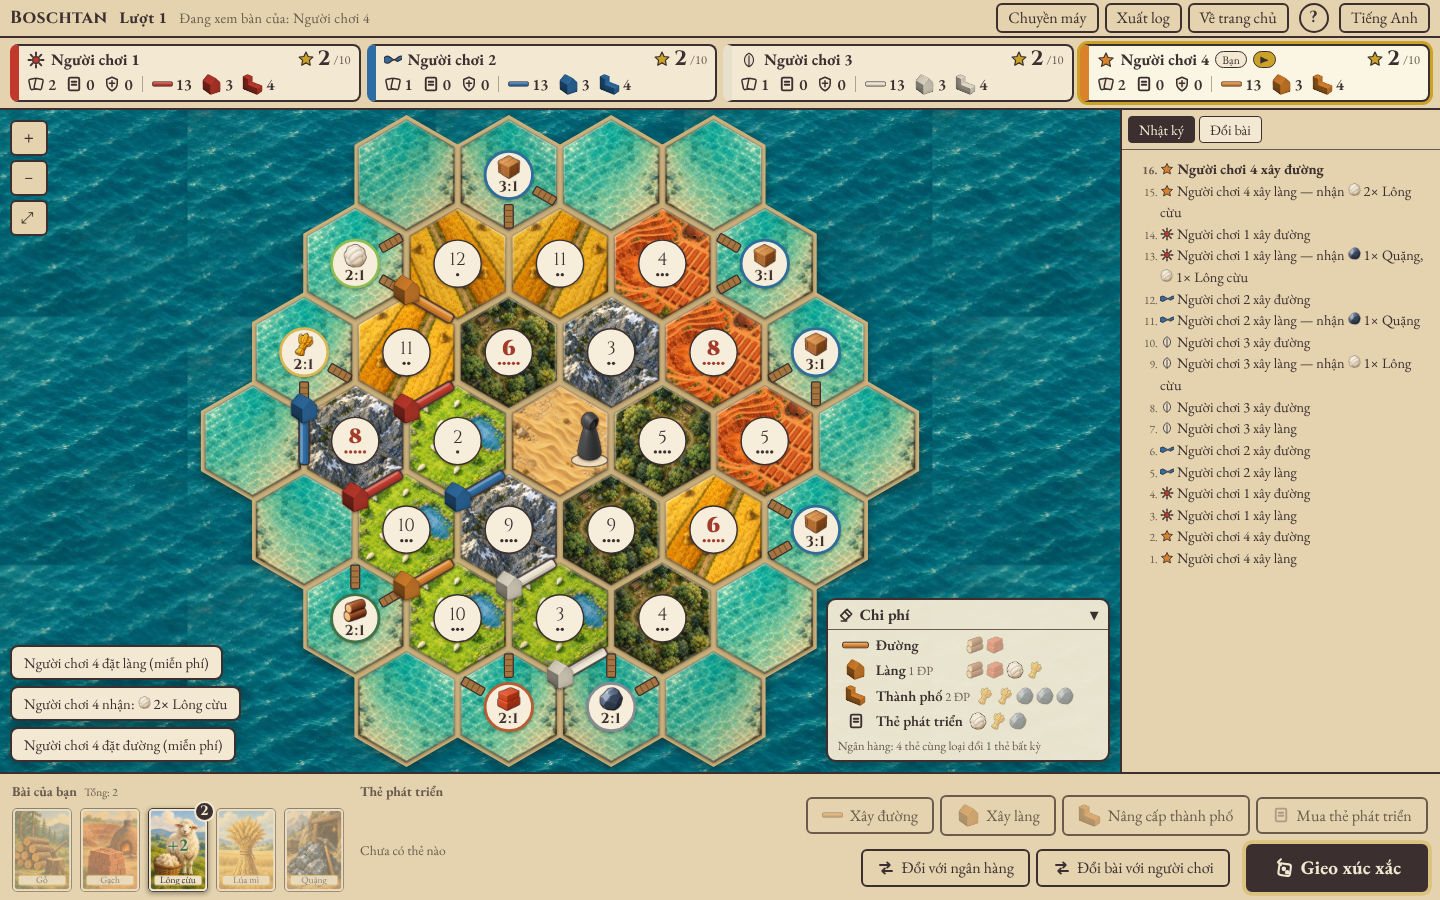 BOSCHTAN Lượt 1 Đang xem bàn của: Người chơi 4
Chuyền máy Xuất log Về trang chủ ? Tiếng Anh
Người chơi 1 2 /10
2 0 0 13 3 4
Người chơi 2 2 /10
1 0 0 13 3 4
Người chơi 3 2 /10
1 0 0 13 3 4
Người chơi 4 Bạn 2 /10
2 0 0 13 3 4
+
−
3:1
2:1 12 11 4 3:1
2:1 11 6 3 8 3:1
8 2 5 5
10 9 9 6 3:1
2:1 10 3 4
2:1 2:1
Người chơi 4 đặt làng (miễn phí)
Người chơi 4 nhận: 2× Lông cừu
Người chơi 4 đặt đường (miễn phí)
Chi phí
Đường
Làng 1 ĐP
Thành phố 2 ĐP
Thẻ phát triển
Ngân hàng: 4 thẻ cùng loại đổi 1 thẻ bất kỳ
Nhật ký Đổi bài
16. Người chơi 4 xây đường
15. Người chơi 4 xây làng — nhận 2× Lông
cừu
14. Người chơi 1 xây đường
13. Người chơi 1 xây làng — nhận 1× Quặng,
1× Lông cừu
12. Người chơi 2 xây đường
11. Người chơi 2 xây làng — nhận 1× Quặng
10. Người chơi 3 xây đường
9. Người chơi 3 xây làng — nhận 1× Lông
cừu
8. Người chơi 3 xây đường
7. Người chơi 3 xây làng
6. Người chơi 2 xây đường
5. Người chơi 2 xây làng
4. Người chơi 1 xây đường
3. Người chơi 1 xây làng
2. Người chơi 4 xây đường
1. Người chơi 4 xây làng
Bài của bạn Tổng: 2
2
+2
Gỗ Gạch Lông cừu Lúa mì Quặng
Thẻ phát triển
Chưa có thẻ nào
Xây đường Xây làng Nâng cấp thành phố Mua thẻ phát triển
Đổi với ngân hàng Đổi bài với người chơi Gieo xúc xắc